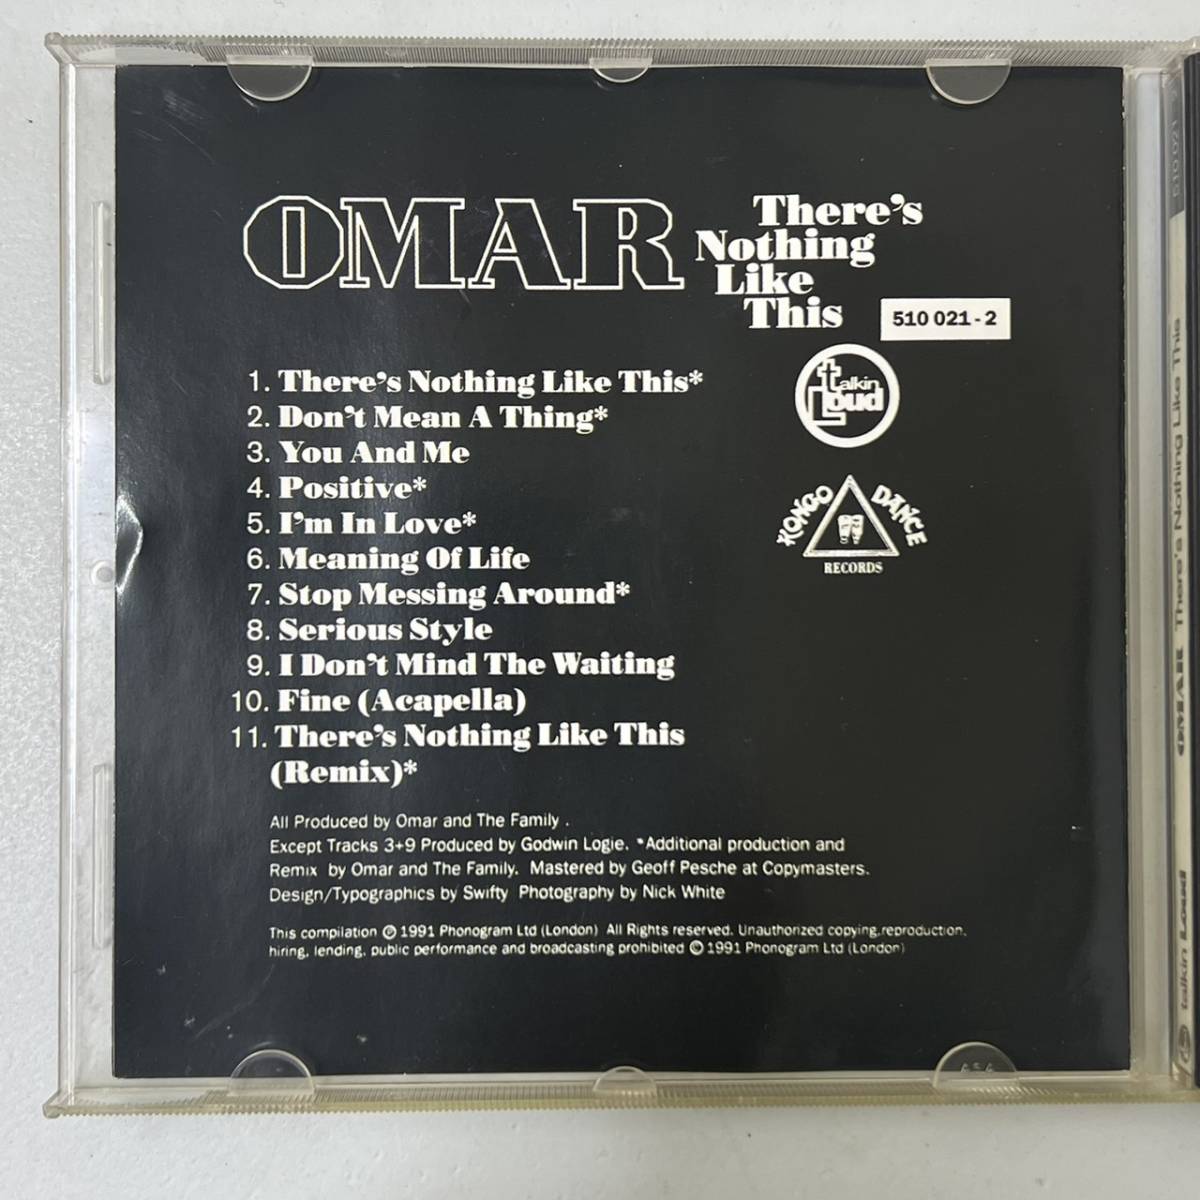 OMAR
There's
Nothing
Like
This
510 021-2
talkin
Loud
KONGO DANCE
RECORDS
1. There's Nothing Like This*
2. Don't Mean A Thing*
3. You And Me
4. Positive*
5. I'm In Love*
6. Meaning Of Life
7. Stop Messing Around*
8. Serious Style
9. I Don't Mind The Waiting
10. Fine (Acapella)
11. There's Nothing Like This
(Remix)*
All Produced by Omar and The Family .
Except Tracks 3+9 Produced by Godwin Logie. *Additional production and
Remix by Omar and The Family. Mastered by Geoff Pesche at Copymasters.
Design/Typographics by Swifty Photography by Nick White
This compilation ℗ 1991 Phonogram Ltd (London) All Rights reserved. Unauthorized copying,reproduction,
hiring, lending, public performance and broadcasting prohibited © 1991 Phonogram Ltd (London)
510 021
talkin Loud OMAR There's Nothing Like This